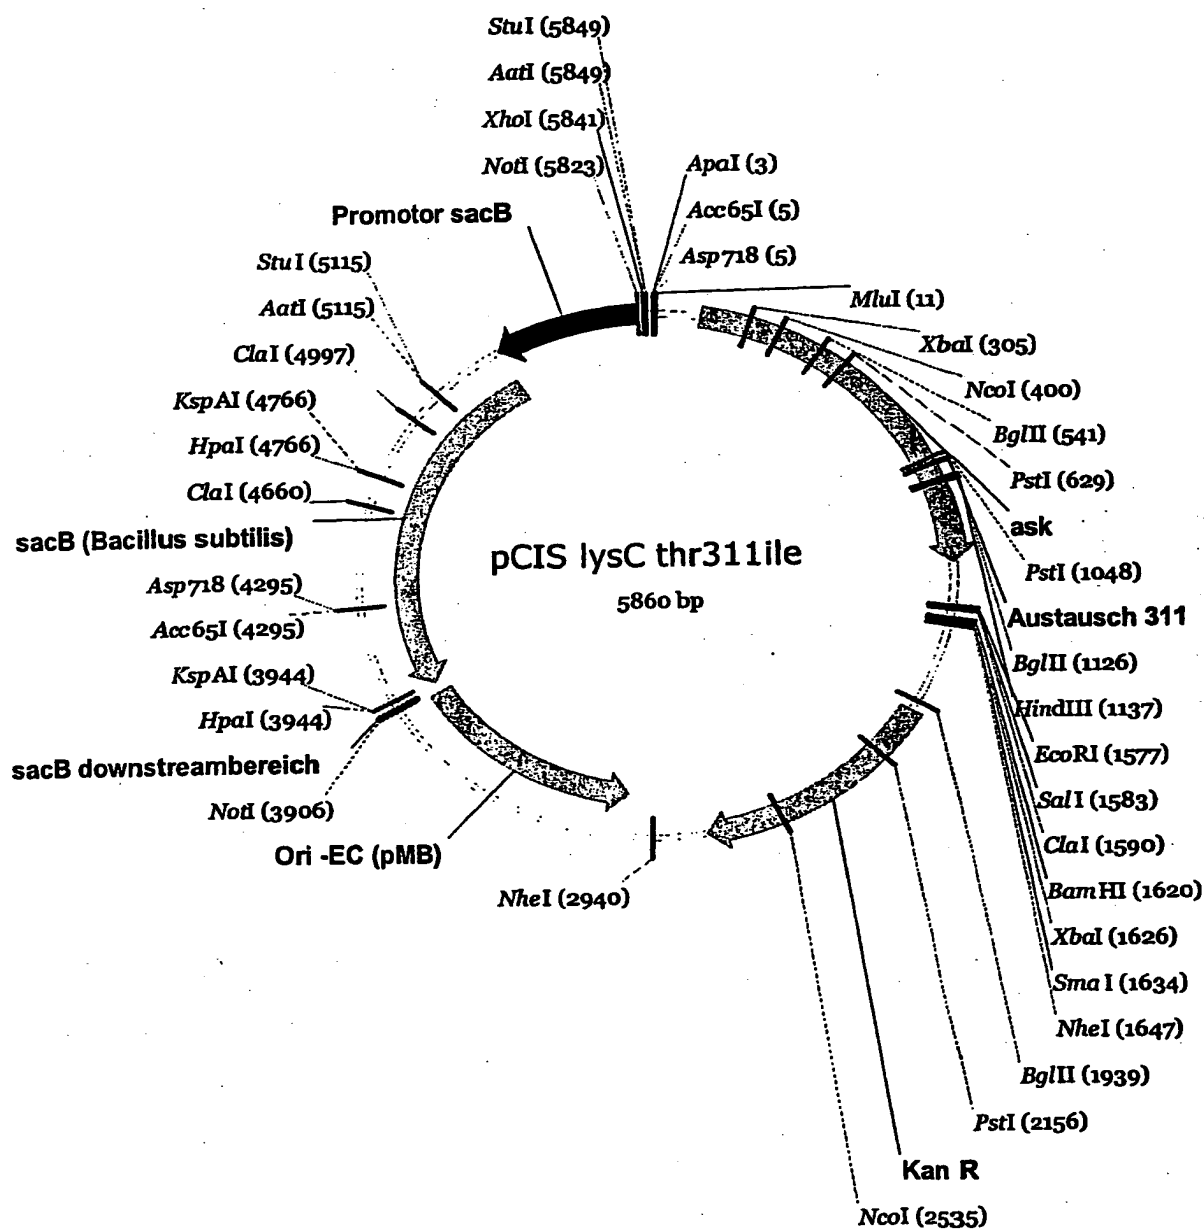 StuI (5849)
AatI (5849)
XhoI (5841)
NotI (5823)
ApaI (3)
Acc65I (5)
Asp718 (5)
Promotor sacB
StuI (5115)
AatI (5115)
ClaI (4997)
KspAI (4766)
HpaI (4766)
ClaI (4660)
sacB (Bacillus subtilis)
Asp718 (4295)
Acc65I (4295)
KspAI (3944)
HpaI (3944)
sacB downstreambereich
NotI (3906)
Ori -EC (pMB)
NheI (2940)
pCIS lysC thr311ile
5860 bp
MluI (11)
XbaI (305)
NcoI (400)
BglII (541)
PstI (629)
ask
PstI (1048)
Austausch 311
BglII (1126)
HindIII (1137)
EcoRI (1577)
SalI (1583)
ClaI (1590)
BamHI (1620)
XbaI (1626)
SmaI (1634)
NheI (1647)
BglII (1939)
PstI (2156)
Kan R
NcoI (2535)